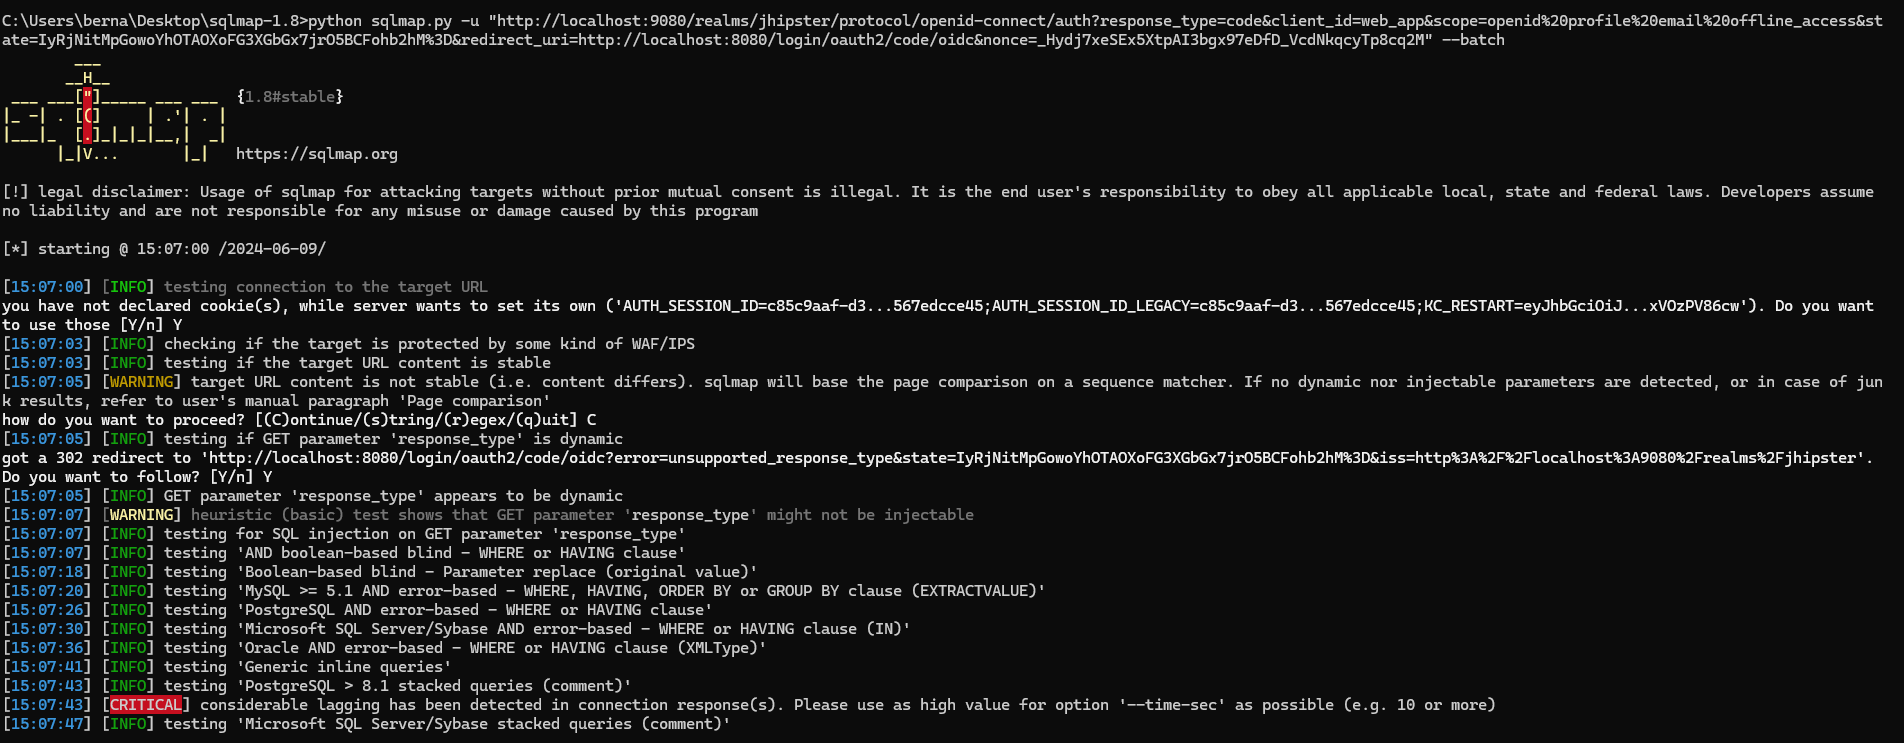 C:\Users\berna\Desktop\sqlmap-1.8>python sqlmap.py -u "http://localhost:9080/realms/jhipster/protocol/openid-connect/auth?response_type=code&client_id=web_app&scope=openid%20profile%20email%20offline_access&st
ate=IyRjNitMpGowoYhOTAOXoFG3XGbGx7jrO5BCFohb2hM%3D&redirect_uri=http://localhost:8080/login/oauth2/code/oidc&nonce=_Hydj7xeSEx5XtpAI3bgx97eDfD_VcdNkqcyTp8cq2M" --batch
        ___
       __H__
 ___ ___["]_____ ___ ___  {1.8#stable}
|_ -| . [(]     | .'| . |
|___|_  [.]_|_|_|__,|  _|
      |_|V...       |_|   https://sqlmap.org
[!] legal disclaimer: Usage of sqlmap for attacking targets without prior mutual consent is illegal. It is the end user's responsibility to obey all applicable local, state and federal laws. Developers assume
no liability and are not responsible for any misuse or damage caused by this program
[*] starting @ 15:07:00 /2024-06-09/
[15:07:00] [INFO] testing connection to the target URL
you have not declared cookie(s), while server wants to set its own ('AUTH_SESSION_ID=c85c9aaf-d3...567edcce45;AUTH_SESSION_ID_LEGACY=c85c9aaf-d3...567edcce45;KC_RESTART=eyJhbGciOiJ...xVOzPV86cw'). Do you want
to use those [Y/n] Y
[15:07:03] [INFO] checking if the target is protected by some kind of WAF/IPS
[15:07:03] [INFO] testing if the target URL content is stable
[15:07:05] [WARNING] target URL content is not stable (i.e. content differs). sqlmap will base the page comparison on a sequence matcher. If no dynamic nor injectable parameters are detected, or in case of jun
k results, refer to user's manual paragraph 'Page comparison'
how do you want to proceed? [(C)ontinue/(s)tring/(r)egex/(q)uit] C
[15:07:05] [INFO] testing if GET parameter 'response_type' is dynamic
got a 302 redirect to 'http://localhost:8080/login/oauth2/code/oidc?error=unsupported_response_type&state=IyRjNitMpGowoYhOTAOXoFG3XGbGx7jrO5BCFohb2hM%3D&iss=http%3A%2F%2Flocalhost%3A9080%2Frealms%2Fjhipster'.
Do you want to follow? [Y/n] Y
[15:07:05] [INFO] GET parameter 'response_type' appears to be dynamic
[15:07:07] [WARNING] heuristic (basic) test shows that GET parameter 'response_type' might not be injectable
[15:07:07] [INFO] testing for SQL injection on GET parameter 'response_type'
[15:07:07] [INFO] testing 'AND boolean-based blind - WHERE or HAVING clause'
[15:07:18] [INFO] testing 'Boolean-based blind - Parameter replace (original value)'
[15:07:20] [INFO] testing 'MySQL >= 5.1 AND error-based - WHERE, HAVING, ORDER BY or GROUP BY clause (EXTRACTVALUE)'
[15:07:26] [INFO] testing 'PostgreSQL AND error-based - WHERE or HAVING clause'
[15:07:30] [INFO] testing 'Microsoft SQL Server/Sybase AND error-based - WHERE or HAVING clause (IN)'
[15:07:36] [INFO] testing 'Oracle AND error-based - WHERE or HAVING clause (XMLType)'
[15:07:41] [INFO] testing 'Generic inline queries'
[15:07:43] [INFO] testing 'PostgreSQL > 8.1 stacked queries (comment)'
[15:07:43] [CRITICAL] considerable lagging has been detected in connection response(s). Please use as high value for option '--time-sec' as possible (e.g. 10 or more)
[15:07:47] [INFO] testing 'Microsoft SQL Server/Sybase stacked queries (comment)'